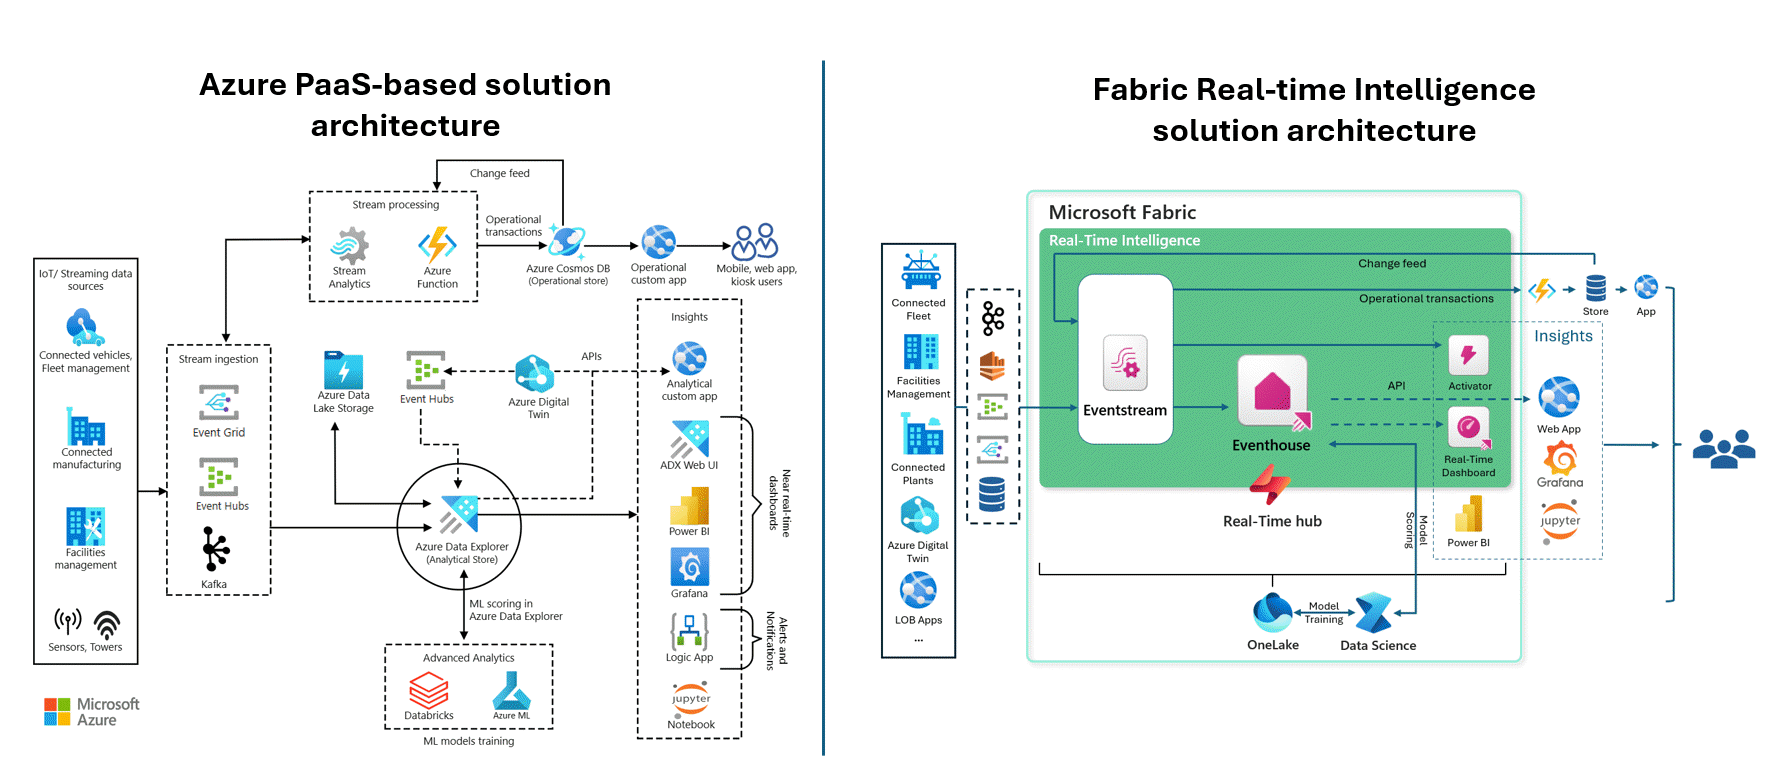 Azure PaaS-based solution
architecture
Change feed
Stream processing
Stream
Analytics
Azure
Function
Operational
transactions
Azure Cosmos DB
(Operational store)
Operational
custom app
Mobile, web app,
kiosk users
IoT/ Streaming data
sources
Connected vehicles,
Fleet management
Connected
manufacturing
Facilities
management
Sensors, Towers
Stream ingestion
Event Grid
Event Hubs
Kafka
Azure Data
Lake Storage
Event Hubs
Azure Digital
Twin
APIs
Azure Data Explorer
(Analytical Store)
ML scoring in
Azure Data Explorer
Advanced Analytics
Databricks
Azure ML
ML models training
Insights
Analytical
custom app
ADX Web UI
Power BI
Grafana
Logic App
jupyter
Notebook
Near real-time
dashboards
Alerts and
Notifications
Microsoft
Azure
Fabric Real-time Intelligence
solution architecture
Connected
Fleet
Facilities
Management
Connected
Plants
Azure Digital
Twin
LOB Apps
...
Microsoft Fabric
Real-Time Intelligence
Change feed
Operational transactions
Eventstream
Eventhouse
Real-Time hub
API
Store
App
Insights
Activator
Real-Time
Dashboard
Power BI
Web App
Grafana
jupyter
Model
Scoring
Model
Training
OneLake
Data Science